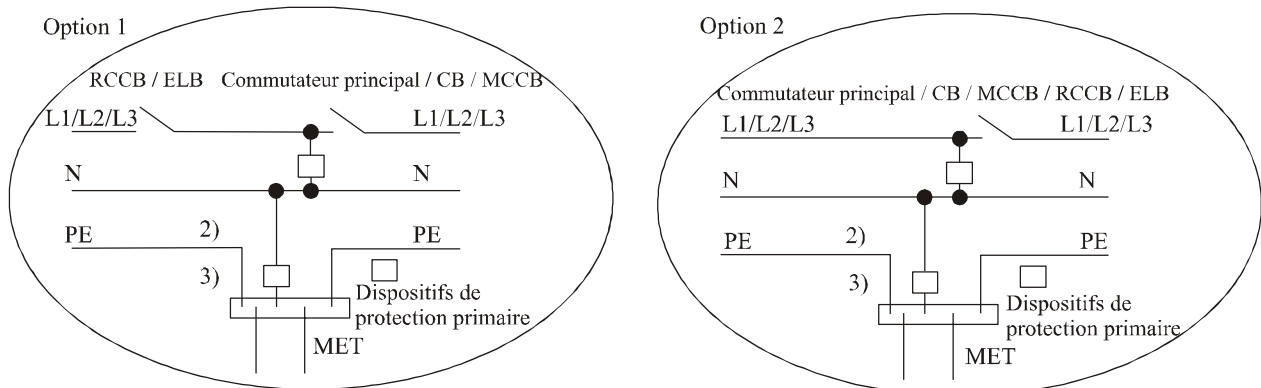 Option 1
RCCB / ELB
Commutateur principal / CB / MCCB
L1/L2/L3
L1/L2/L3
N
N
PE
2)
PE
3)
Dispositifs de
protection primaire
MET
Option 2
Commutateur principal / CB / MCCB / RCCB / ELB
L1/L2/L3
L1/L2/L3
N
N
PE
2)
PE
3)
Dispositifs de
protection primaire
MET